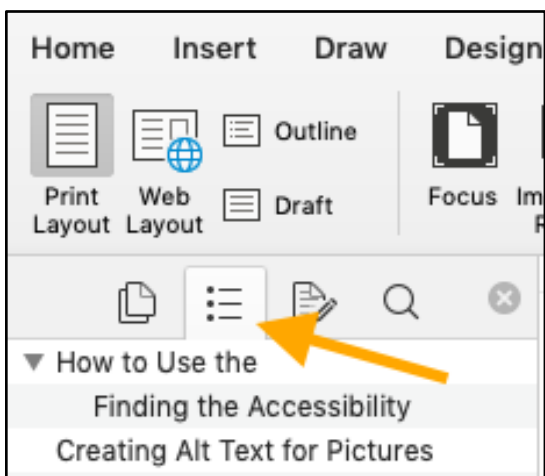 Home Insert Draw Design
Outline
Print Layout
Web Layout
Draft
Focus
How to Use the
Finding the Accessibility
Creating Alt Text for Pictures